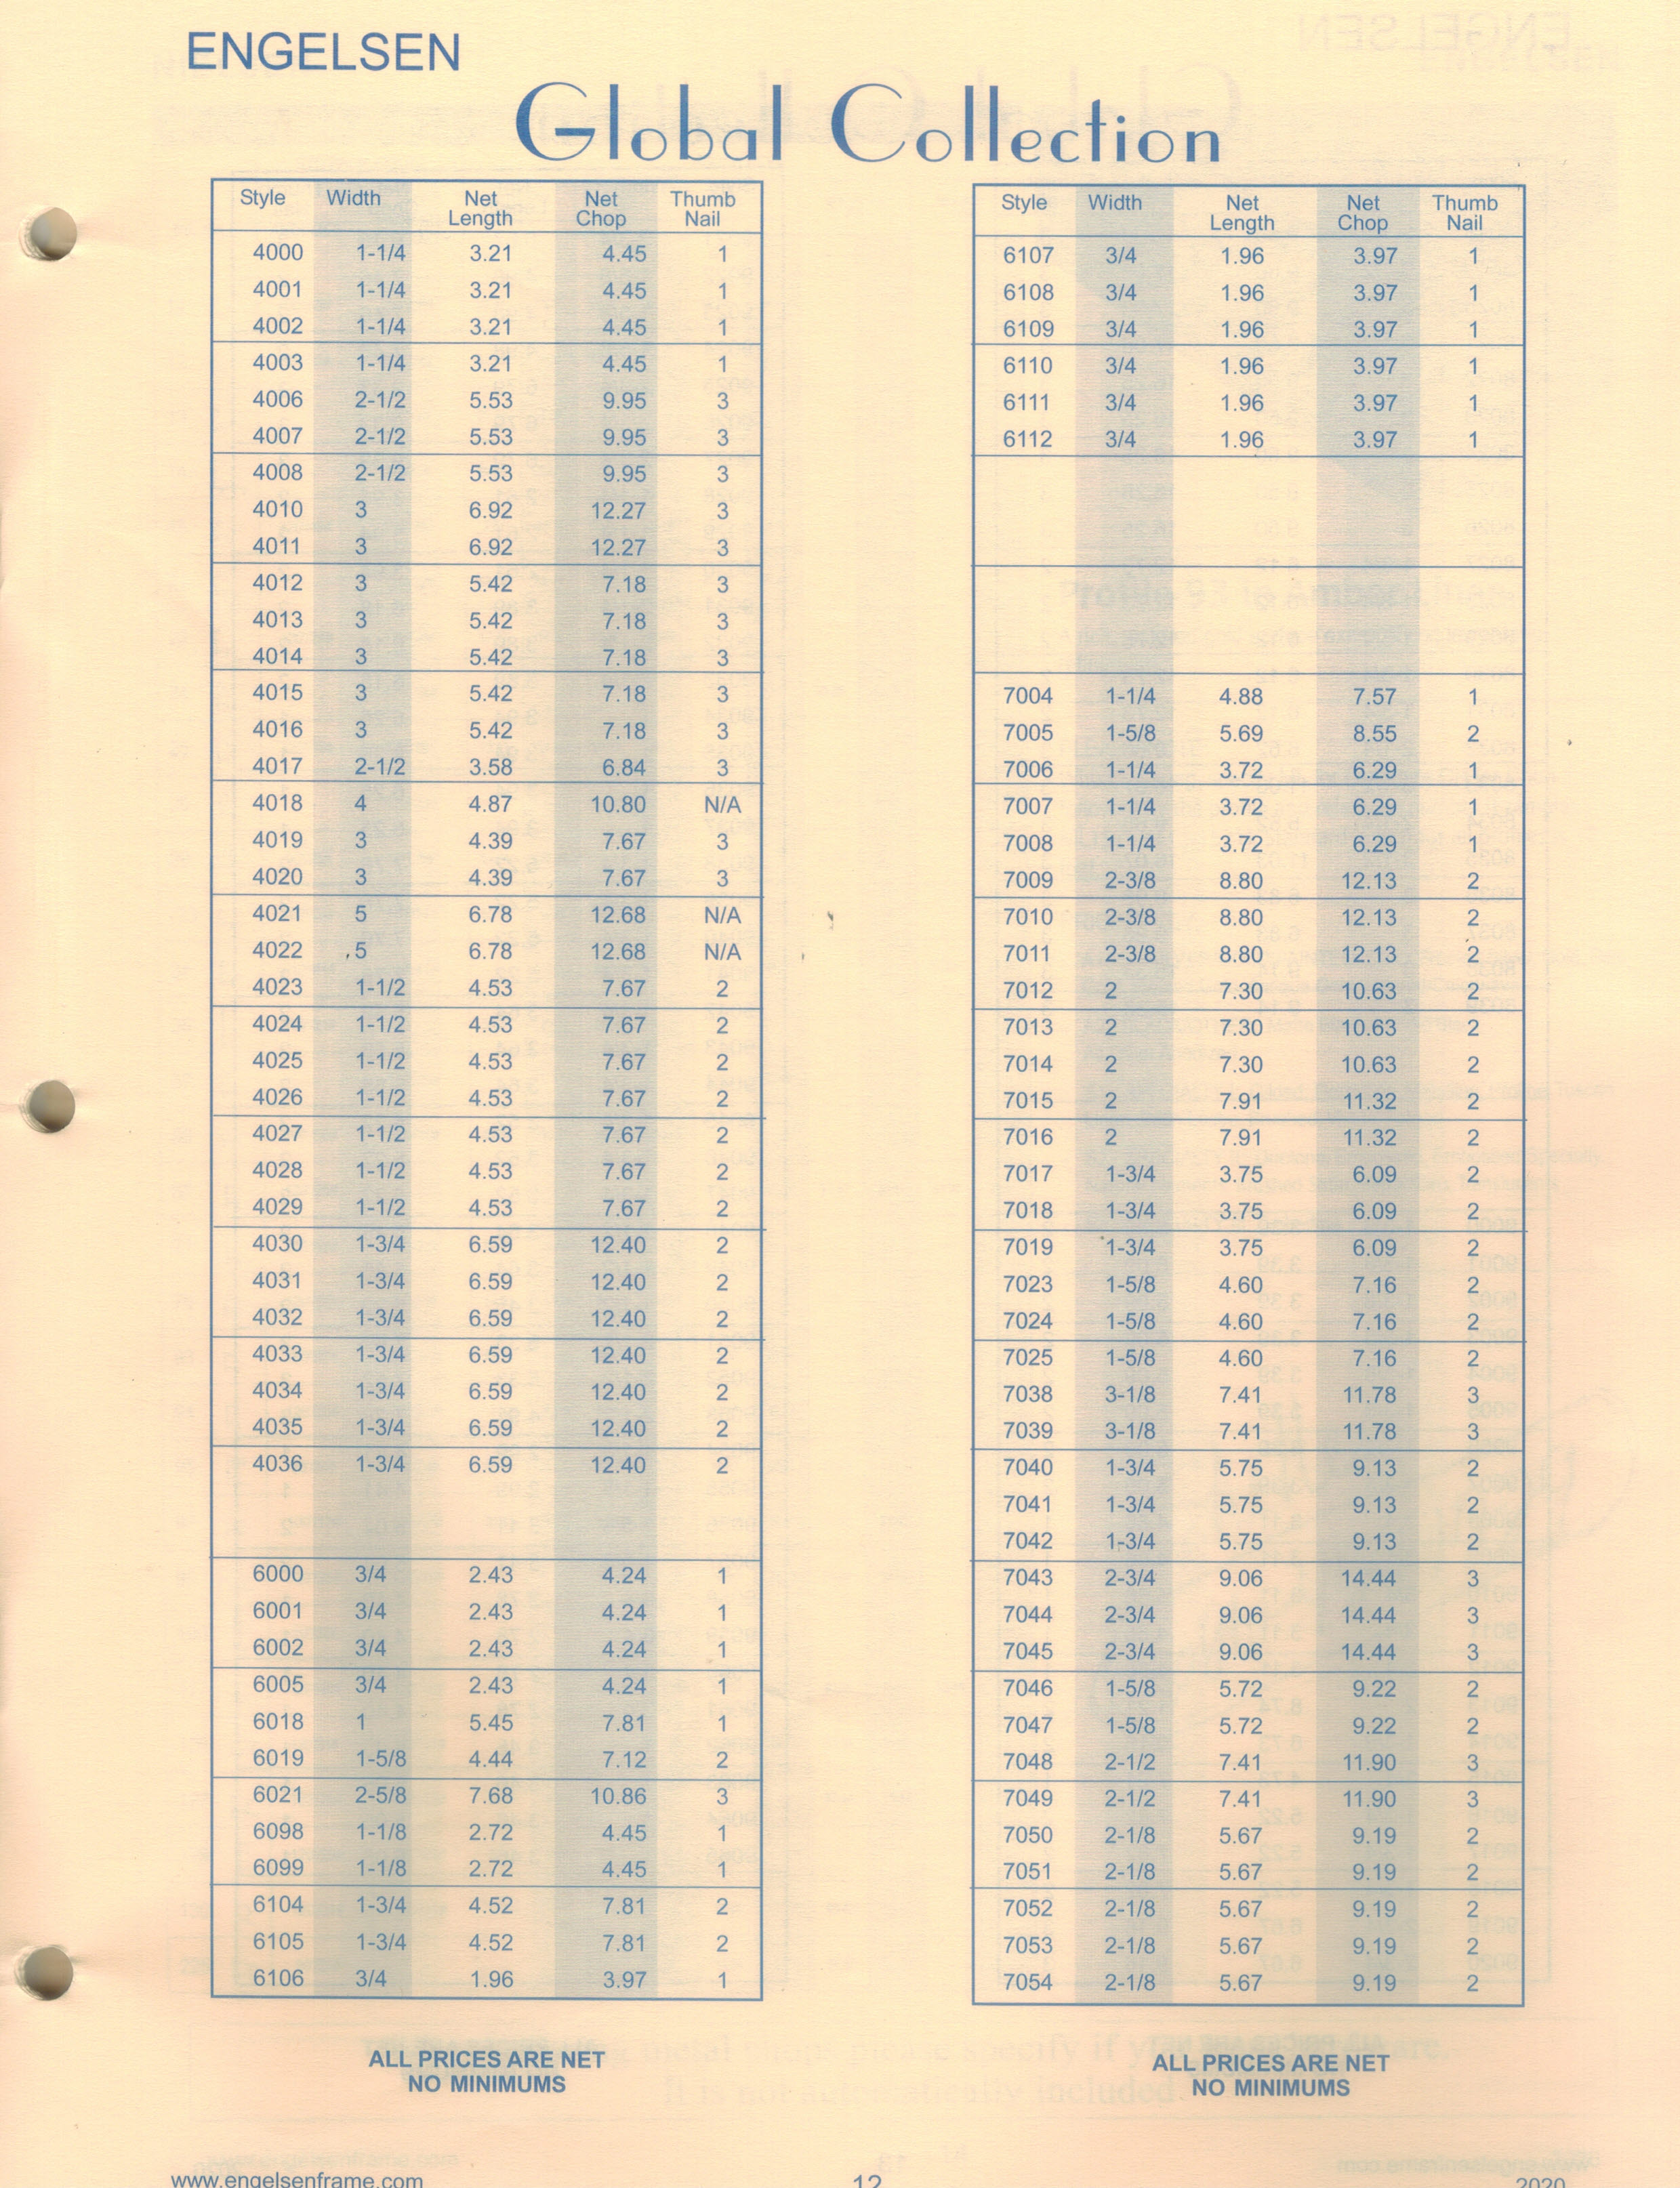 ENGELSEN
Global Collection
Style Width Net Length Net Chop Thumb Nail
4000 1-1/4 3.21 4.45 1
4001 1-1/4 3.21 4.45 1
4002 1-1/4 3.21 4.45 1
4003 1-1/4 3.21 4.45 1
4006 2-1/2 5.53 9.95 3
4007 2-1/2 5.53 9.95 3
4008 2-1/2 5.53 9.95 3
4010 3 6.92 12.27 3
4011 3 6.92 12.27 3
4012 3 5.42 7.18 3
4013 3 5.42 7.18 3
4014 3 5.42 7.18 3
4015 3 5.42 7.18 3
4016 3 5.42 7.18 3
4017 2-1/2 3.58 6.84 3
4018 4 4.87 10.80 N/A
4019 3 4.39 7.67 3
4020 3 4.39 7.67 3
4021 5 6.78 12.68 N/A
4022 5 6.78 12.68 N/A
4023 1-1/2 4.53 7.67 2
4024 1-1/2 4.53 7.67 2
4025 1-1/2 4.53 7.67 2
4026 1-1/2 4.53 7.67 2
4027 1-1/2 4.53 7.67 2
4028 1-1/2 4.53 7.67 2
4029 1-1/2 4.53 7.67 2
4030 1-3/4 6.59 12.40 2
4031 1-3/4 6.59 12.40 2
4032 1-3/4 6.59 12.40 2
4033 1-3/4 6.59 12.40 2
4034 1-3/4 6.59 12.40 2
4035 1-3/4 6.59 12.40 2
4036 1-3/4 6.59 12.40 2
6000 3/4 2.43 4.24 1
6001 3/4 2.43 4.24 1
6002 3/4 2.43 4.24 1
6005 3/4 2.43 4.24 1
6018 1 5.45 7.81 1
6019 1-5/8 4.44 7.12 2
6021 2-5/8 7.68 10.86 3
6098 1-1/8 2.72 4.45 1
6099 1-1/8 2.72 4.45 1
6104 1-3/4 4.52 7.81 2
6105 1-3/4 4.52 7.81 2
6106 3/4 1.96 3.97 1
ALL PRICES ARE NET
NO MINIMUMS
Style Width Net Length Net Chop Thumb Nail
6107 3/4 1.96 3.97 1
6108 3/4 1.96 3.97 1
6109 3/4 1.96 3.97 1
6110 3/4 1.96 3.97 1
6111 3/4 1.96 3.97 1
6112 3/4 1.96 3.97 1
7004 1-1/4 4.88 7.57 1
7005 1-5/8 5.69 8.55 2
7006 1-1/4 3.72 6.29 1
7007 1-1/4 3.72 6.29 1
7008 1-1/4 3.72 6.29 1
7009 2-3/8 8.80 12.13 2
7010 2-3/8 8.80 12.13 2
7011 2-3/8 8.80 12.13 2
7012 2 7.30 10.63 2
7013 2 7.30 10.63 2
7014 2 7.30 10.63 2
7015 2 7.91 11.32 2
7016 2 7.91 11.32 2
7017 1-3/4 3.75 6.09 2
7018 1-3/4 3.75 6.09 2
7019 1-3/4 3.75 6.09 2
7023 1-5/8 4.60 7.16 2
7024 1-5/8 4.60 7.16 2
7025 1-5/8 4.60 7.16 2
7038 3-1/8 7.41 11.78 3
7039 3-1/8 7.41 11.78 3
7040 1-3/4 5.75 9.13 2
7041 1-3/4 5.75 9.13 2
7042 1-3/4 5.75 9.13 2
7043 2-3/4 9.06 14.44 3
7044 2-3/4 9.06 14.44 3
7045 2-3/4 9.06 14.44 3
7046 1-5/8 5.72 9.22 2
7047 1-5/8 5.72 9.22 2
7048 2-1/2 7.41 11.90 3
7049 2-1/2 7.41 11.90 3
7050 2-1/8 5.67 9.19 2
7051 2-1/8 5.67 9.19 2
7052 2-1/8 5.67 9.19 2
7053 2-1/8 5.67 9.19 2
7054 2-1/8 5.67 9.19 2
ALL PRICES ARE NET
NO MINIMUMS
www.engelsenframe.com 12 2020